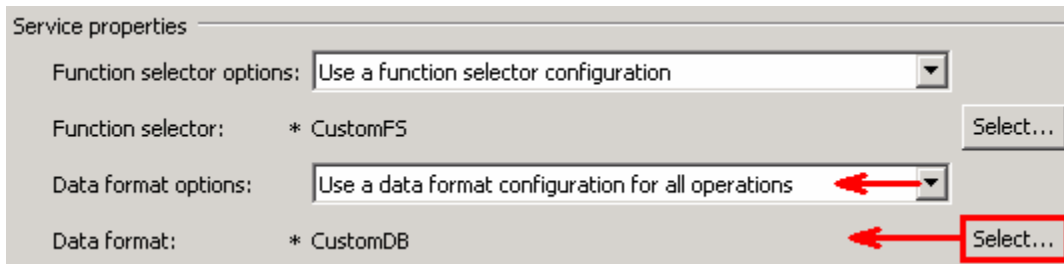 Service properties
Function selector options: Use a function selector configuration
Function selector: * CustomFS Select...
Data format options: Use a data format configuration for all operations
Data format: * CustomDB Select...